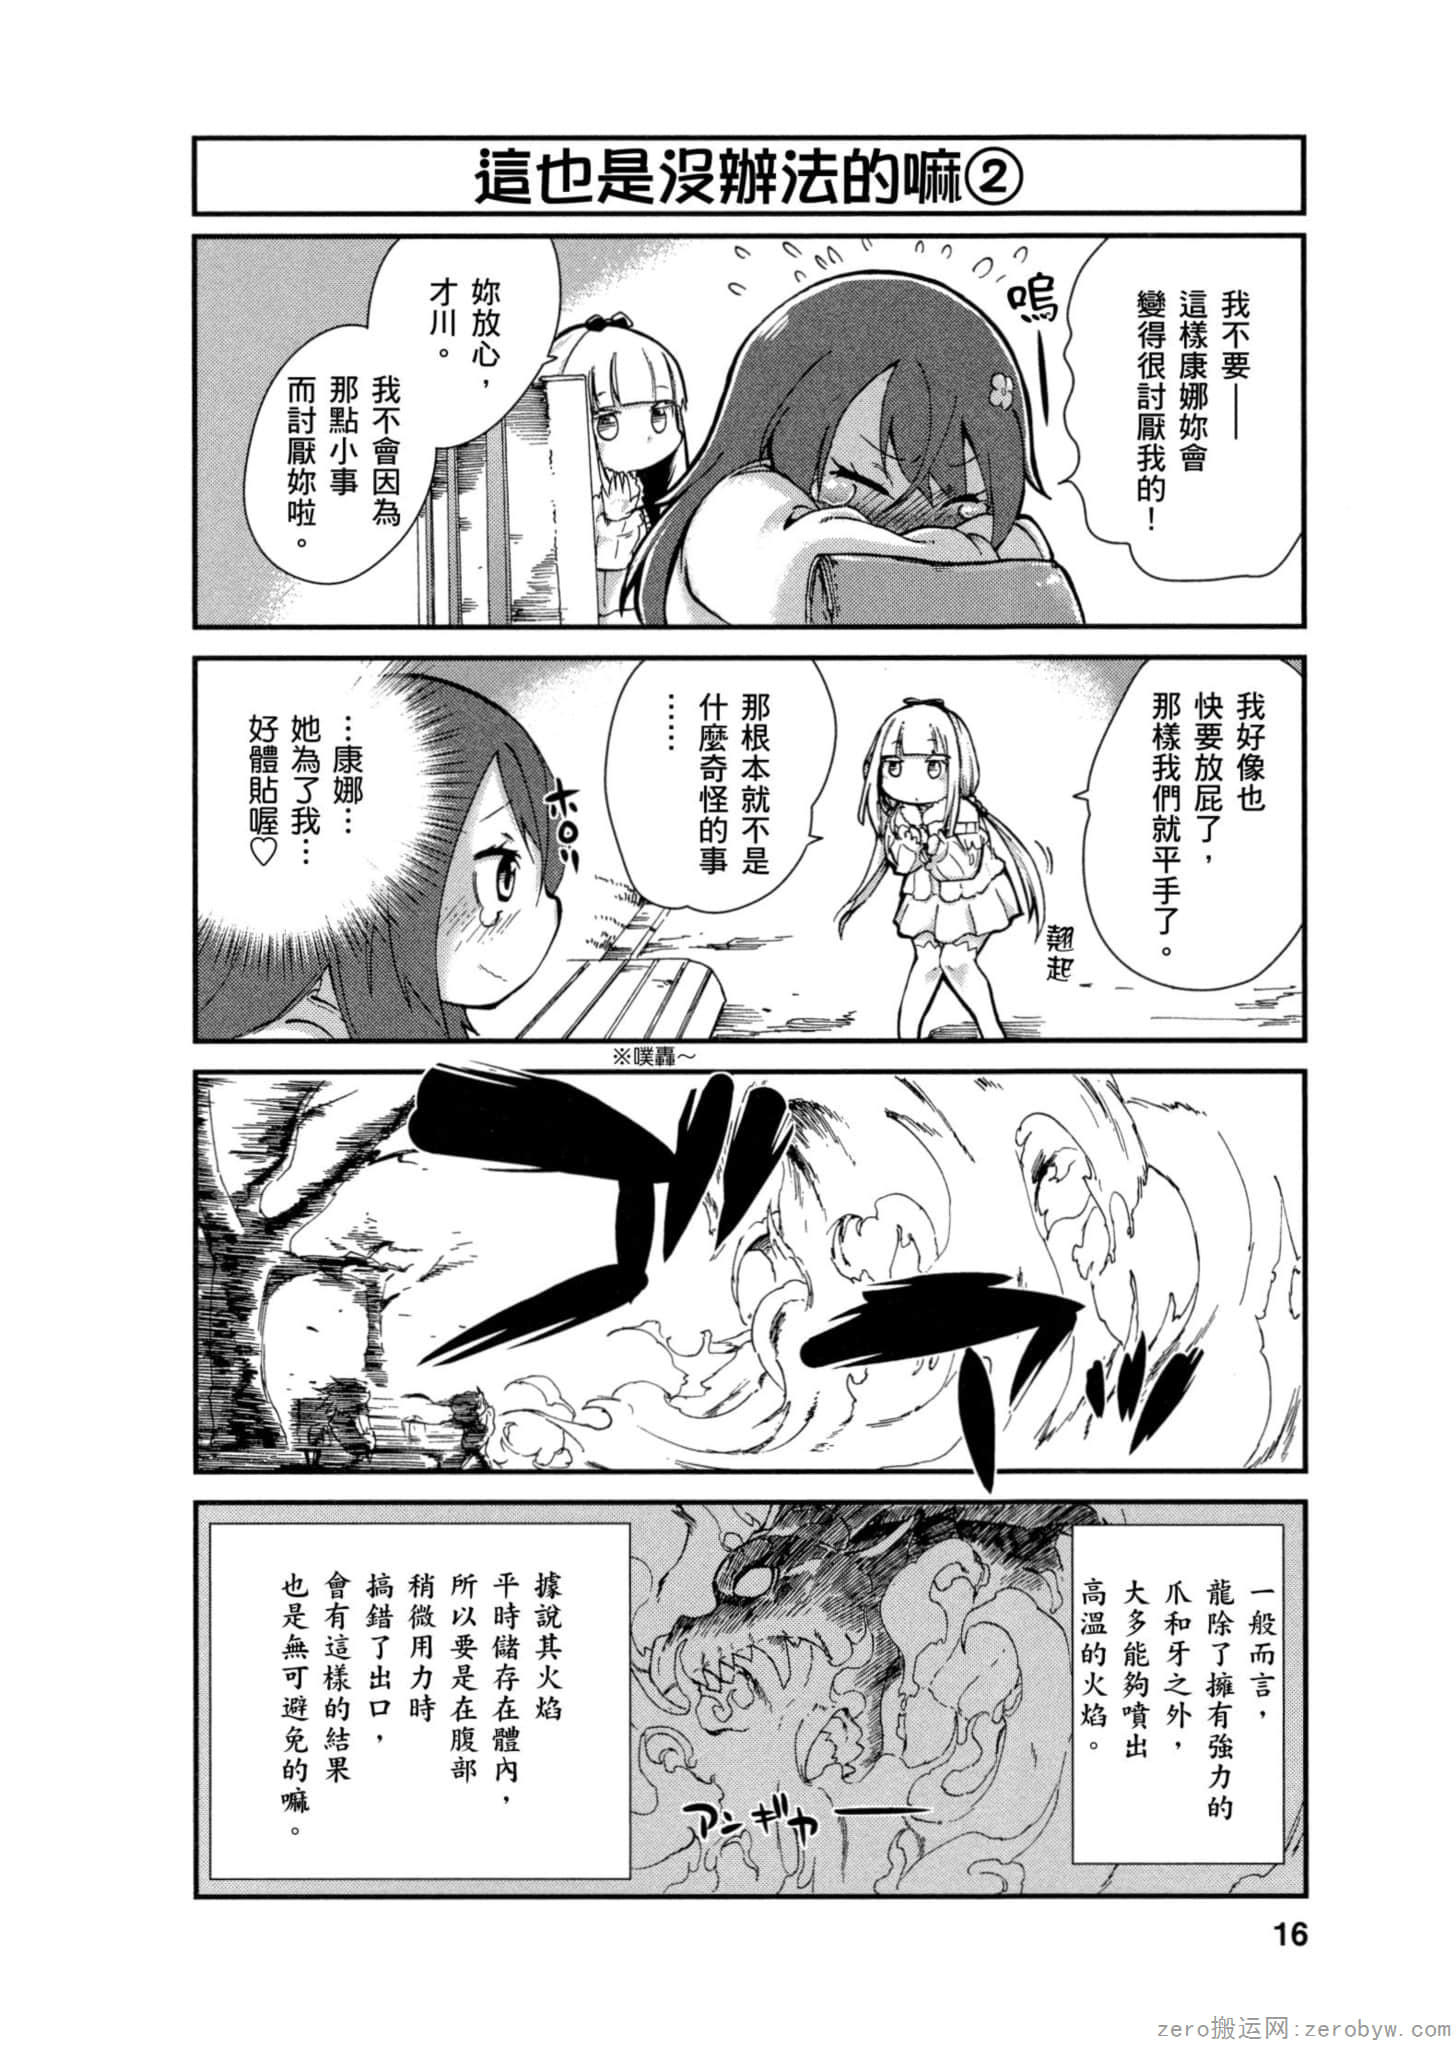 這也是沒辦法的嘛②
我不要——
這樣康娜妳會
變得很討厭我的！
嗚
妳放心，
才川。
我不會因為
那點小事
而討厭妳啦。
我好像也
快要放屁了，
那樣我們就平手了。
翹起
那根本就不是
什麼奇怪的事
……
ホロッ
…康娜…
她為了我…
好體貼喔♡
※噗轟～
一般而言，
龍除了擁有強力的
爪和牙之外，
大多能夠噴出
高溫的火焰。
アンギャー
據說其火焰
平時儲存在體內，
所以要是在腹部
稍微用力時
搞錯了出口，
會有這樣的結果
也是無可避免的嘛。
16
zero搬运网:zerobyw.com